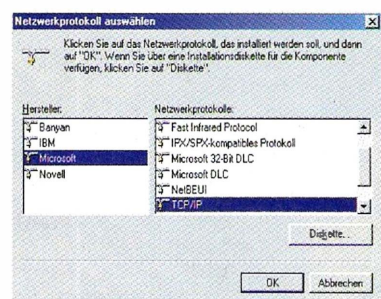 Netzwerkprotokoll auswählen
Klicken Sie auf das Netzwerkprotokoll, das installiert werden soll, und dann
auf "OK". Wenn Sie über eine Installationsdiskette für die Komponente
verfügen, klicken Sie auf "Diskette".
Hersteller:
Banyan
IBM
Microsoft
Novell
Netzwerkprotokolle:
Fast Infrared Protocol
IPX/SPX-kompatibles Protokoll
Microsoft 32-Bit DLC
Microsoft DLC
NetBEUI
TCP/IP
Diskette...
OK
Abbrechen